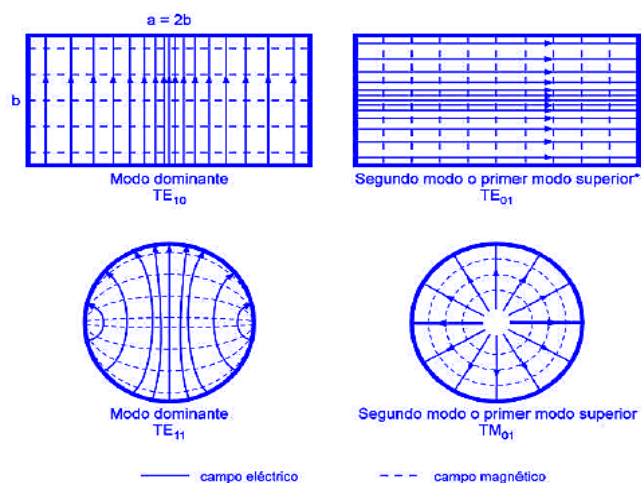 a = 2b
b
Modo dominante
TE₁₀
Segundo modo o primer modo superior*
TE₀₁
Modo dominante
TE₁₁
Segundo modo o primer modo superior
TM₀₁
campo eléctrico
campo magnético